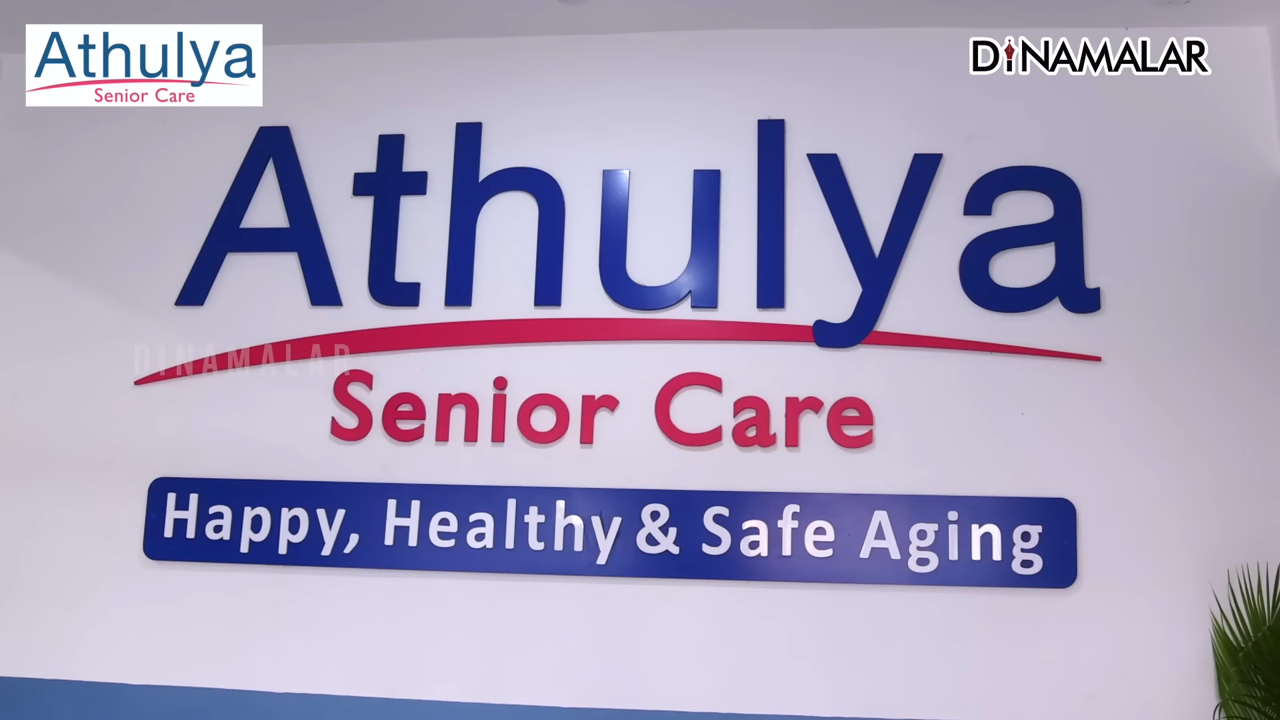 Athulya
Senior Care
DINAMALAR
Athulya
DINAMALAR
Senior Care
Happy, Healthy & Safe Aging